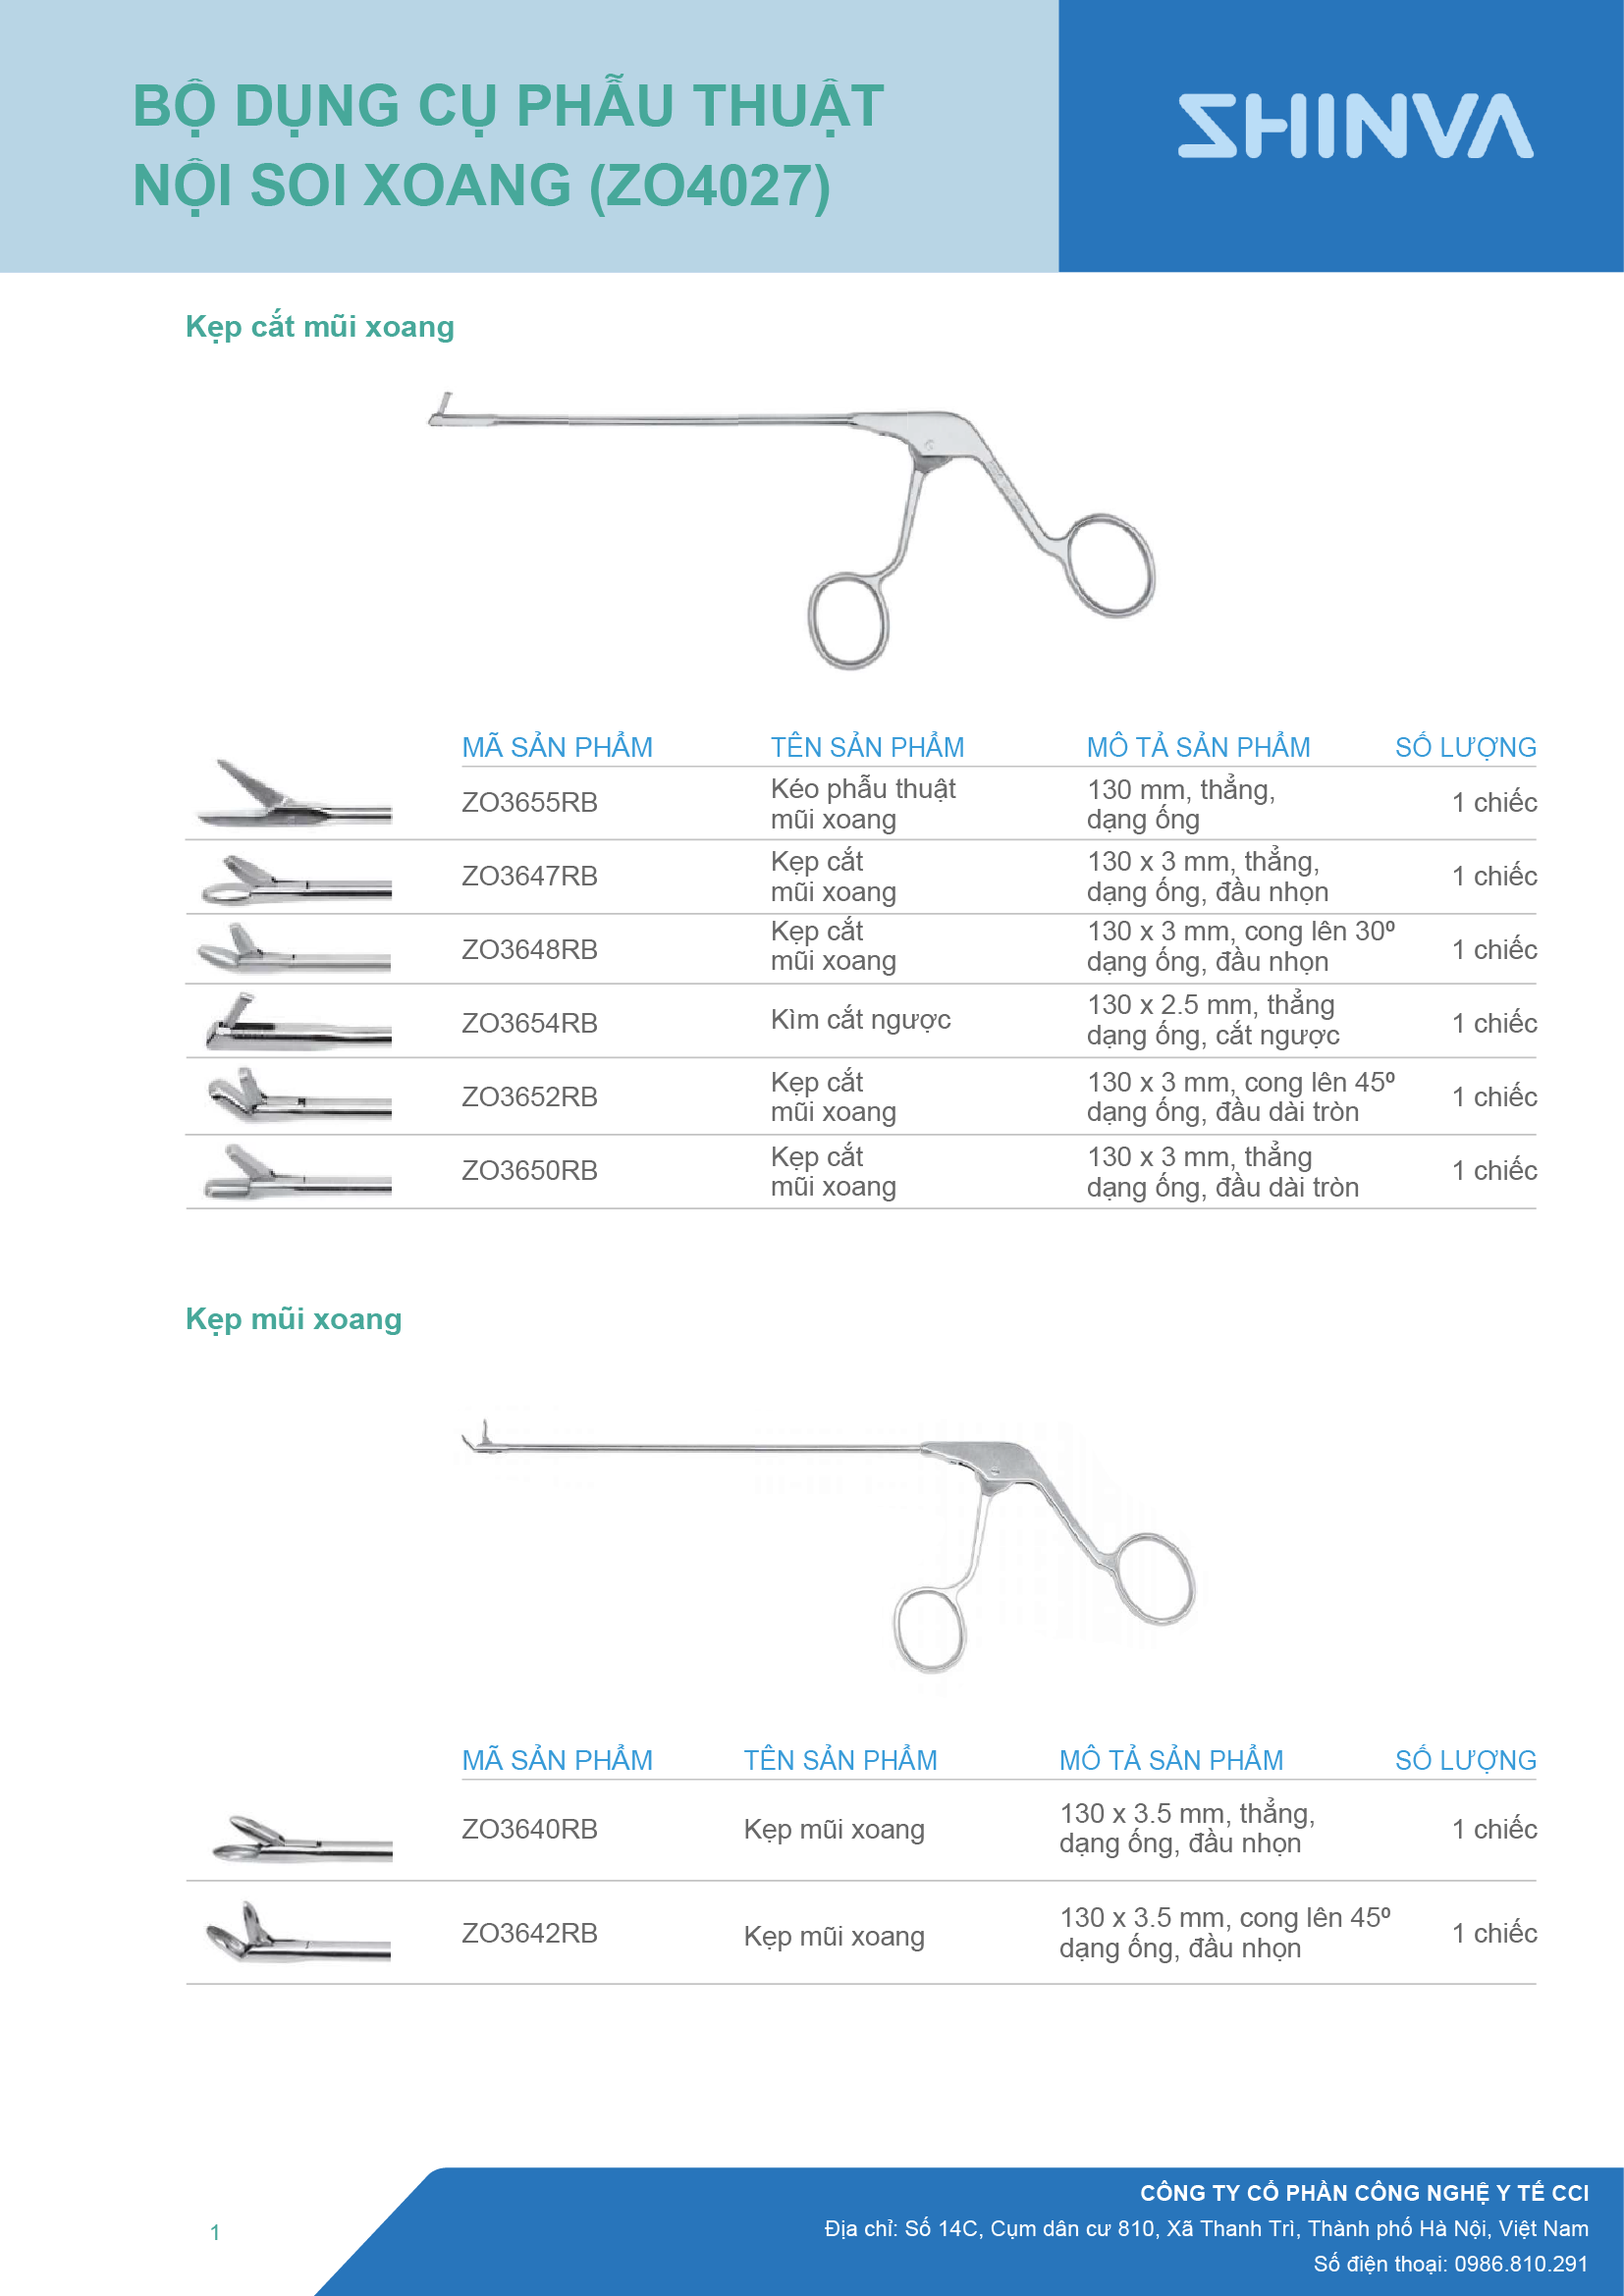 BỘ DỤNG CỤ PHẪU THUẬT
NỘI SOI XOANG (ZO4027)
SHINVA
Kẹp cắt mũi xoang
MÃ SẢN PHẨM TÊN SẢN PHẨM MÔ TẢ SẢN PHẨM SỐ LƯỢNG
ZO3655RB Kéo phẫu thuật mũi xoang 130 mm, thẳng, dạng ống 1 chiếc
ZO3647RB Kẹp cắt mũi xoang 130 x 3 mm, thẳng, dạng ống, đầu nhọn 1 chiếc
ZO3648RB Kẹp cắt mũi xoang 130 x 3 mm, cong lên 30º dạng ống, đầu nhọn 1 chiếc
ZO3654RB Kìm cắt ngược 130 x 2.5 mm, thẳng dạng ống, cắt ngược 1 chiếc
ZO3652RB Kẹp cắt mũi xoang 130 x 3 mm, cong lên 45º dạng ống, đầu dài tròn 1 chiếc
ZO3650RB Kẹp cắt mũi xoang 130 x 3 mm, thẳng dạng ống, đầu dài tròn 1 chiếc
Kẹp mũi xoang
MÃ SẢN PHẨM TÊN SẢN PHẨM MÔ TẢ SẢN PHẨM SỐ LƯỢNG
ZO3640RB Kẹp mũi xoang 130 x 3.5 mm, thẳng, dạng ống, đầu nhọn 1 chiếc
ZO3642RB Kẹp mũi xoang 130 x 3.5 mm, cong lên 45º dạng ống, đầu nhọn 1 chiếc
CÔNG TY CỔ PHẦN CÔNG NGHỆ Y TẾ CCI
1
Địa chỉ: Số 14C, Cụm dân cư 810, Xã Thanh Trì, Thành phố Hà Nội, Việt Nam
Số điện thoại: 0986.810.291